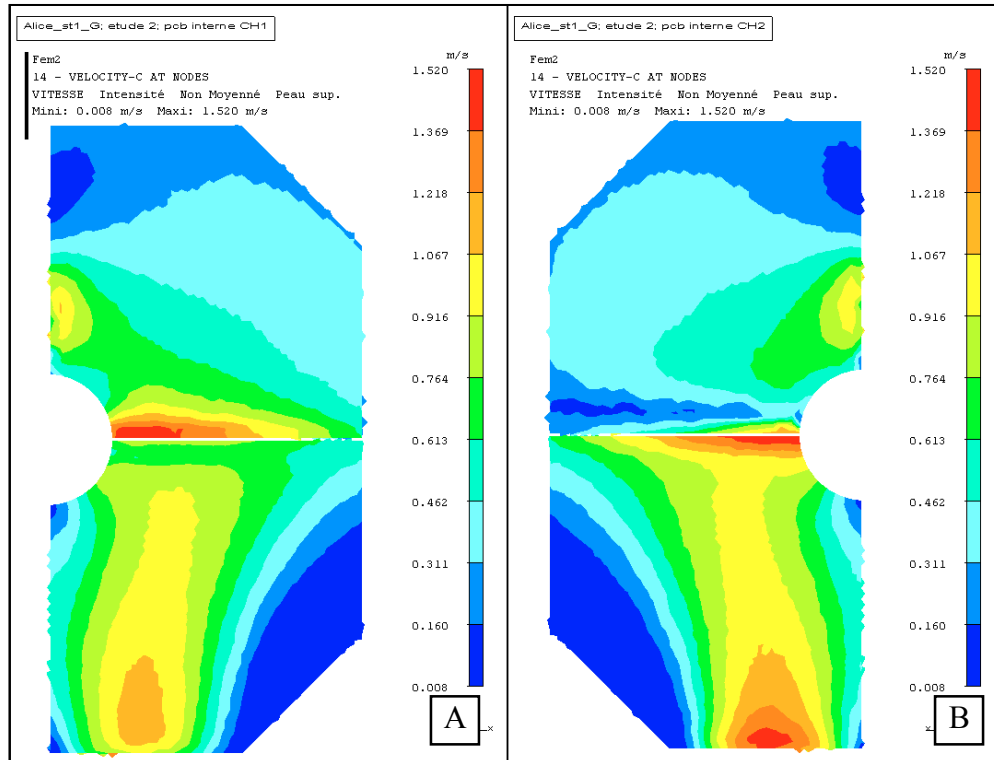 Alice_st1_G; etude 2; pcb interne CH1
Fem2
14 - VELOCITY-C AT NODES
VITESSE Intensité Non Moyenné Peau sup.
Mini: 0.008 m/s Maxi: 1.520 m/s
m/s
1.520
1.369
1.218
1.067
0.916
0.764
0.613
0.462
0.311
0.160
0.008
A
x
Alice_st1_G; etude 2; pcb interne CH2
Fem2
14 - VELOCITY-C AT NODES
VITESSE Intensité Non Moyenné Peau sup.
Mini: 0.008 m/s Maxi: 1.520 m/s
m/s
1.520
1.369
1.218
1.067
0.916
0.764
0.613
0.462
0.311
0.160
0.008
B
x